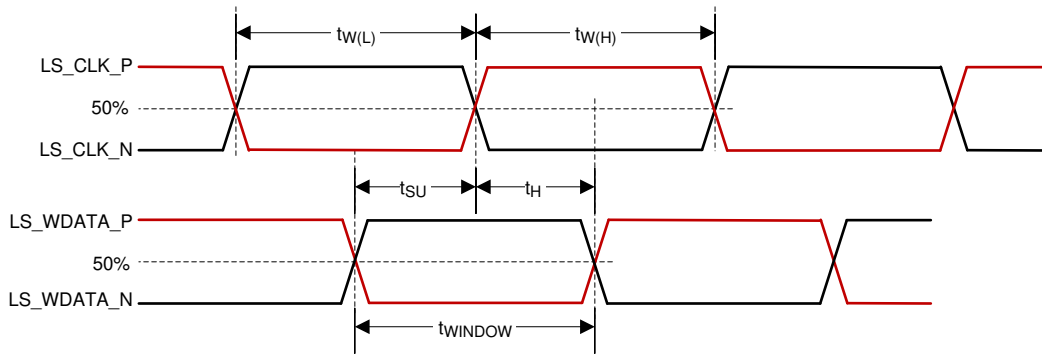 tW(L) tW(H)
LS_CLK_P
50%
LS_CLK_N
tSU tH
LS_WDATA_P
50%
LS_WDATA_N
tWINDOW